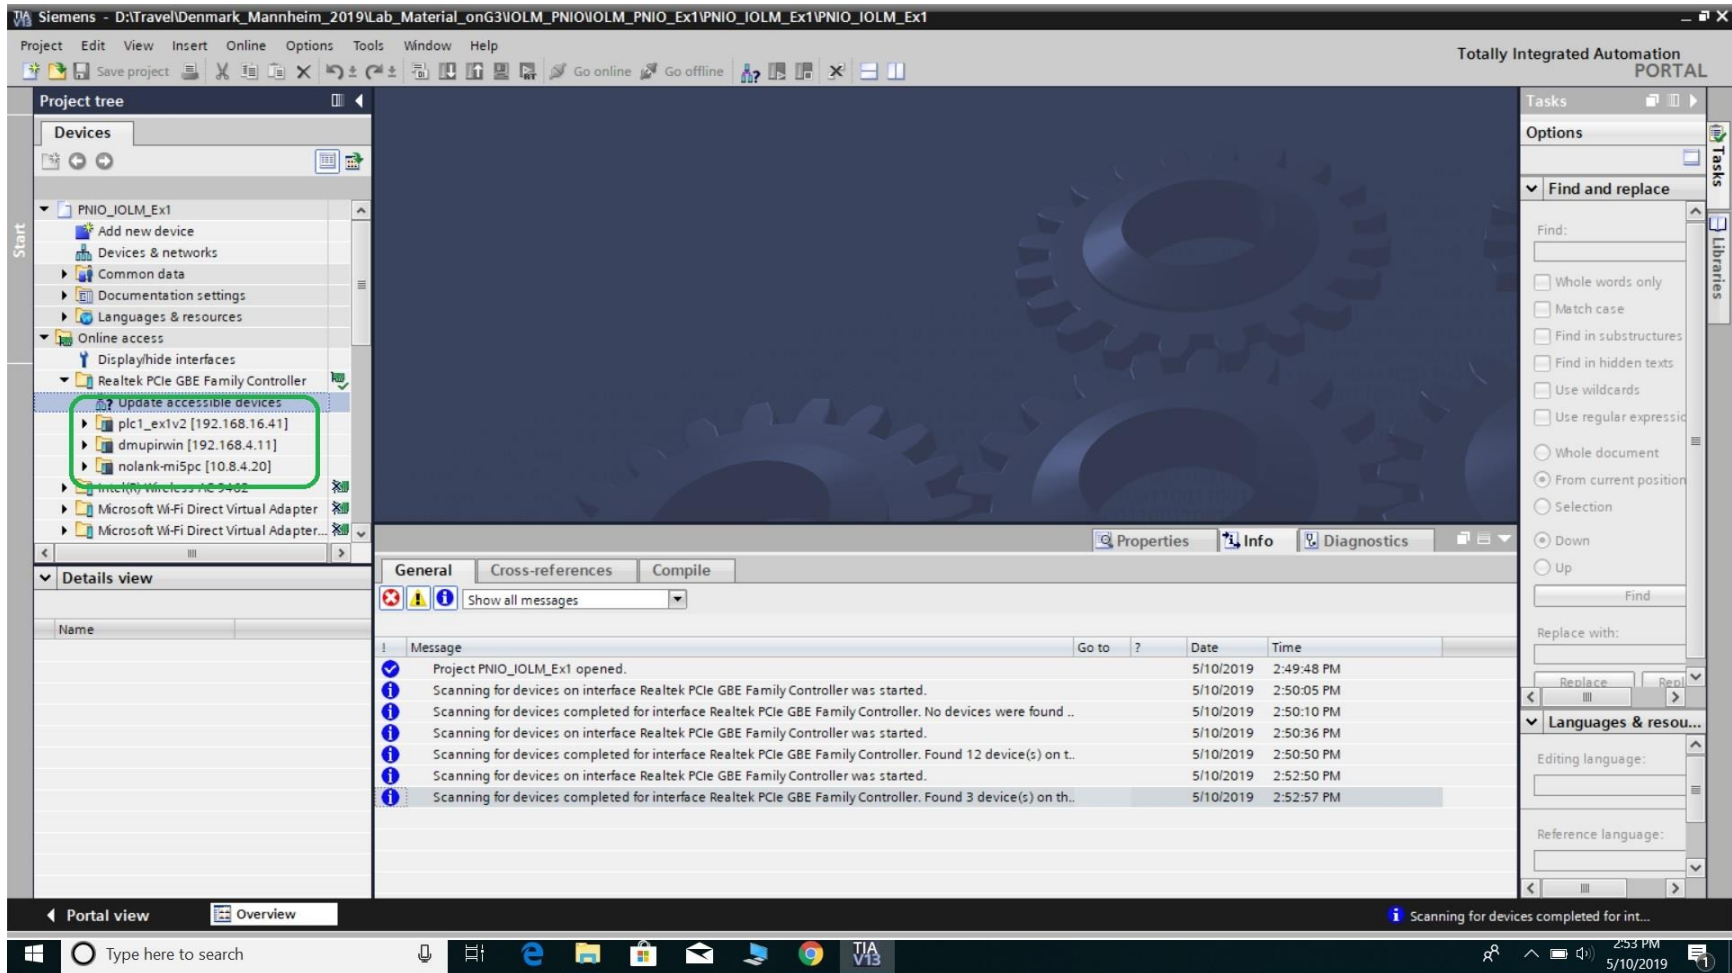 Siemens - D:\Travel\Denmark_Mannheim_2019\Lab_Material_onG3\IOLM_PNIO\IOLM_PNIO_Ex1\PNIO_IOLM_Ex1\PNIO_IOLM_Ex1
Project Edit View Insert Online Options Tools Window Help
Totally Integrated Automation
PORTAL
Save project Go online Go offline
Project tree
Devices
Start
PNIO_IOLM_Ex1
Add new device
Devices & networks
Common data
Documentation settings
Languages & resources
Online access
Display/hide interfaces
Realtek PCIe GBE Family Controller
Update accessible devices
plc1_ex1v2 [192.168.16.41]
dmupirwin [192.168.4.11]
nolank-mi5pc [10.8.4.20]
Intel(R) Wireless-AC 9462
Microsoft Wi-Fi Direct Virtual Adapter
Microsoft Wi-Fi Direct Virtual Adapter...
Details view
Name
Properties Info Diagnostics
General Cross-references Compile
Show all messages
! Message Go to ? Date Time
Project PNIO_IOLM_Ex1 opened. 5/10/2019 2:49:48 PM
Scanning for devices on interface Realtek PCIe GBE Family Controller was started. 5/10/2019 2:50:05 PM
Scanning for devices completed for interface Realtek PCIe GBE Family Controller. No devices were found .. 5/10/2019 2:50:10 PM
Scanning for devices on interface Realtek PCIe GBE Family Controller was started. 5/10/2019 2:50:36 PM
Scanning for devices completed for interface Realtek PCIe GBE Family Controller. Found 12 device(s) on t.. 5/10/2019 2:50:50 PM
Scanning for devices on interface Realtek PCIe GBE Family Controller was started. 5/10/2019 2:52:50 PM
Scanning for devices completed for interface Realtek PCIe GBE Family Controller. Found 3 device(s) on th.. 5/10/2019 2:52:57 PM
Tasks
Options
Find and replace
Find:
Whole words only
Match case
Find in substructures
Find in hidden texts
Use wildcards
Use regular expressic
Whole document
From current position
Selection
Down
Up
Find
Replace with:
Replace Repl
Languages & resou...
Editing language:
Reference language:
Tasks
Libraries
Portal view Overview
Scanning for devices completed for int...
Type here to search
TIA
V13
2:53 PM
5/10/2019
1